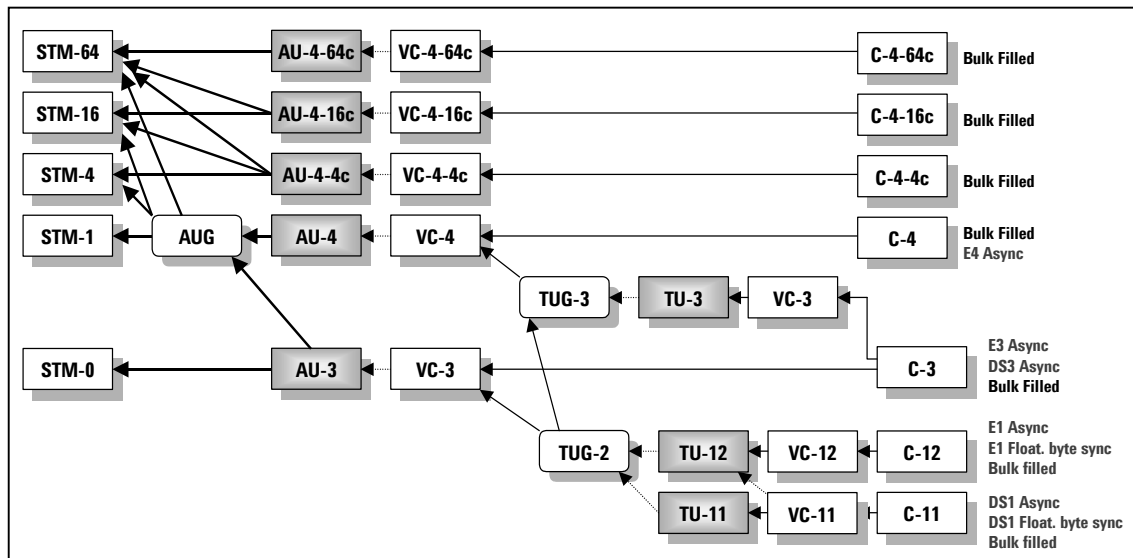 STM-64 AU-4-64c VC-4-64c C-4-64c Bulk Filled
STM-16 AU-4-16c VC-4-16c C-4-16c Bulk Filled
STM-4 AU-4-4c VC-4-4c C-4-4c Bulk Filled
STM-1 AUG AU-4 VC-4 C-4 Bulk Filled
E4 Async
TUG-3 TU-3 VC-3
STM-0 AU-3 VC-3 C-3 E3 Async
DS3 Async
Bulk Filled
TUG-2 TU-12 VC-12 C-12 E1 Async
E1 Float. byte sync
Bulk filled
TU-11 VC-11 C-11 DS1 Async
DS1 Float. byte sync
Bulk filled